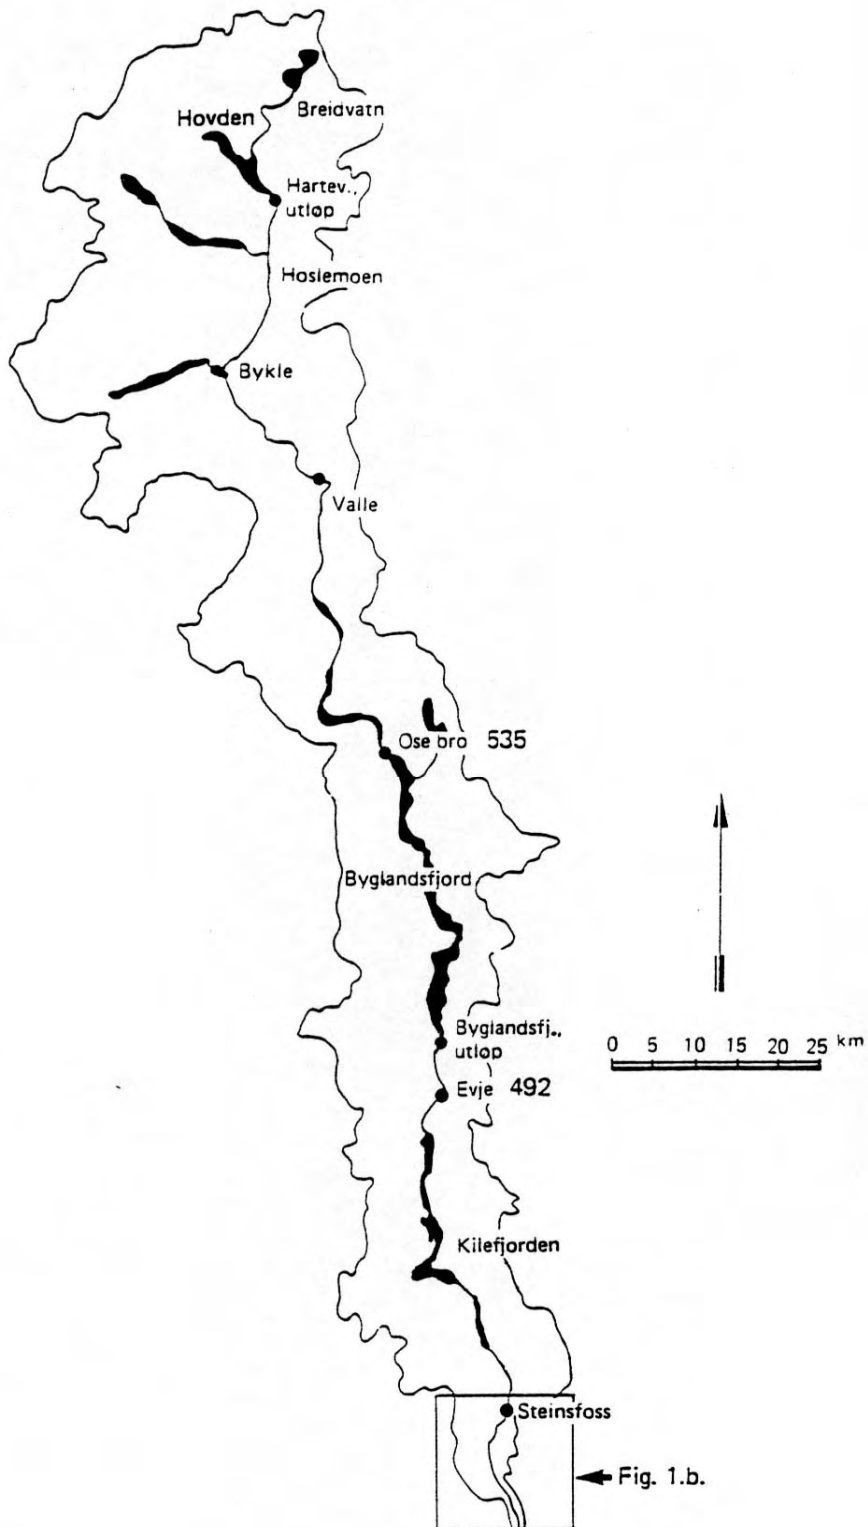 Breidvatn
Hovden
Hartev.,
utløp
Hoslemoen
Bykle
Valle
Ose bro 535
Byglandsfjord
Byglandsfj.,
utløp
0 5 10 15 20 25 km
Evje 492
Kilefjorden
Steinsfoss
Fig. 1.b.